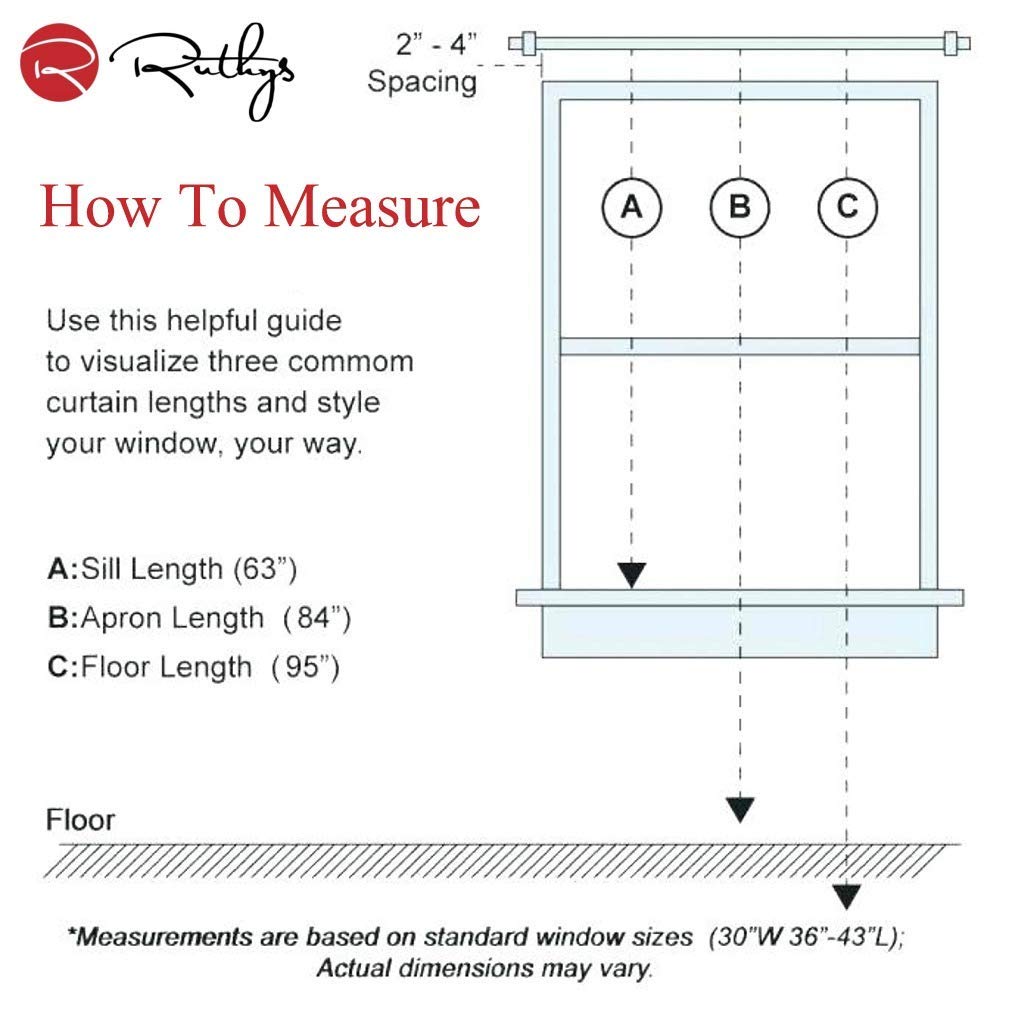 R Ruthys
2” - 4”
Spacing
A B C
How To Measure
Use this helpful guide
to visualize three commom
curtain lengths and style
your window, your way.
A:Sill Length (63”)
B:Apron Length (84”)
C:Floor Length (95”)
Floor
*Measurements are based on standard window sizes (30”W 36”-43”L);
Actual dimensions may vary.